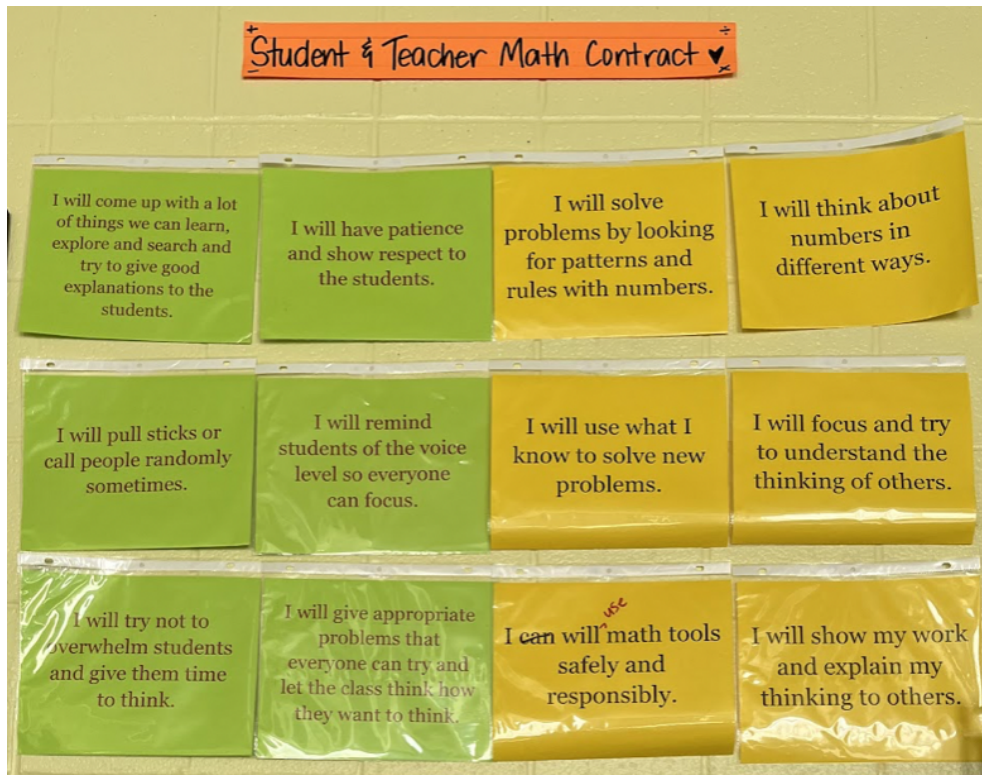 Student & Teacher Math Contract
I will come up with a lot
of things we can learn,
explore and search and
try to give good
explanations to the
students.
I will have patience
and show respect to
the students.
I will solve
problems by looking
for patterns and
rules with numbers.
I will think about
numbers in
different ways.
I will pull sticks or
call people randomly
sometimes.
I will remind
students of the voice
level so everyone
can focus.
I will use what I
know to solve new
problems.
I will focus and try
to understand the
thinking of others.
I will try not to
overwhelm students
and give them time
to think.
I will give appropriate
problems that
everyone can try and
let the class think how
they want to think.
I can will use math tools
safely and
responsibly.
I will show my work
and explain my
thinking to others.